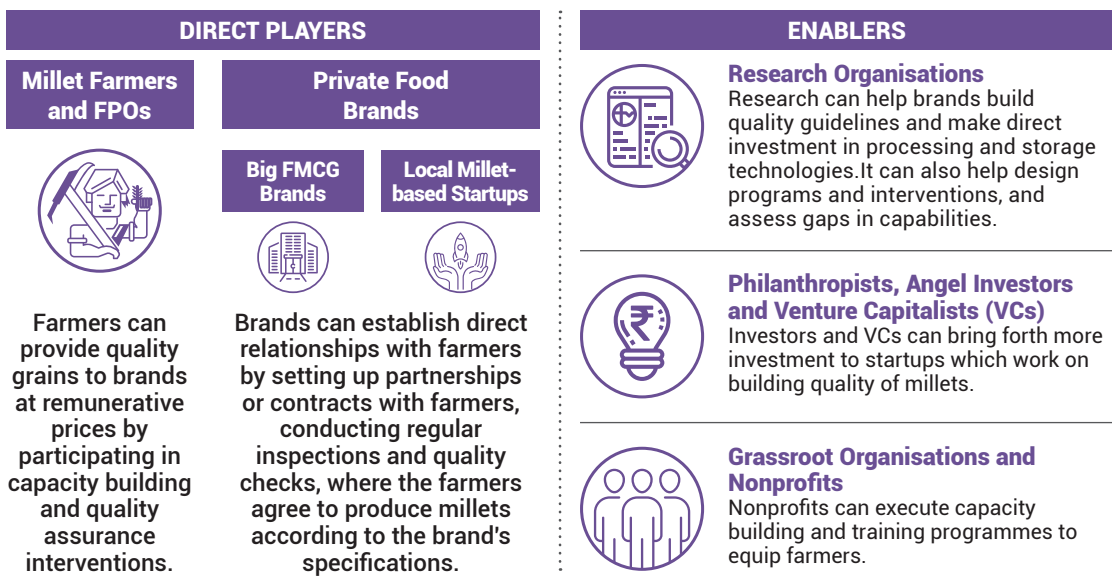 DIRECT PLAYERS
Millet Farmers
and FPOs
Farmers can
provide quality
grains to brands
at remunerative
prices by
participating in
capacity building
and quality
assurance
interventions.
Private Food
Brands
Big FMCG
Brands
Local Millet-
based Startups
Brands can establish direct
relationships with farmers
by setting up partnerships
or contracts with farmers,
conducting regular
inspections and quality
checks, where the farmers
agree to produce millets
according to the brand's
specifications.
ENABLERS
Research Organisations
Research can help brands build
quality guidelines and make direct
investment in processing and storage
technologies.It can also help design
programs and interventions, and
assess gaps in capabilities.
₹
Philanthropists, Angel Investors
and Venture Capitalists (VCs)
Investors and VCs can bring forth more
investment to startups which work on
building quality of millets.
Grassroot Organisations and
Nonprofits
Nonprofits can execute capacity
building and training programmes to
equip farmers.